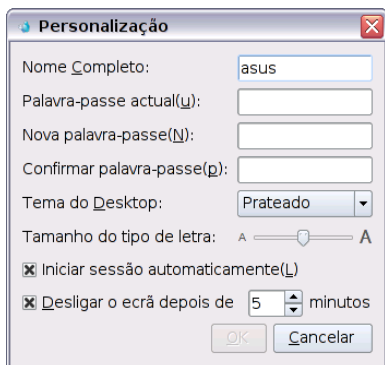 Personalização
Nome Completo: asus
Palavra-passe actual(u):
Nova palavra-passe(N):
Confirmar palavra-passe(p):
Tema do Desktop: Prateado
Tamanho do tipo de letra: A A
Iniciar sessão automaticamente(L)
Desligar o ecrã depois de 5 minutos
OK Cancelar